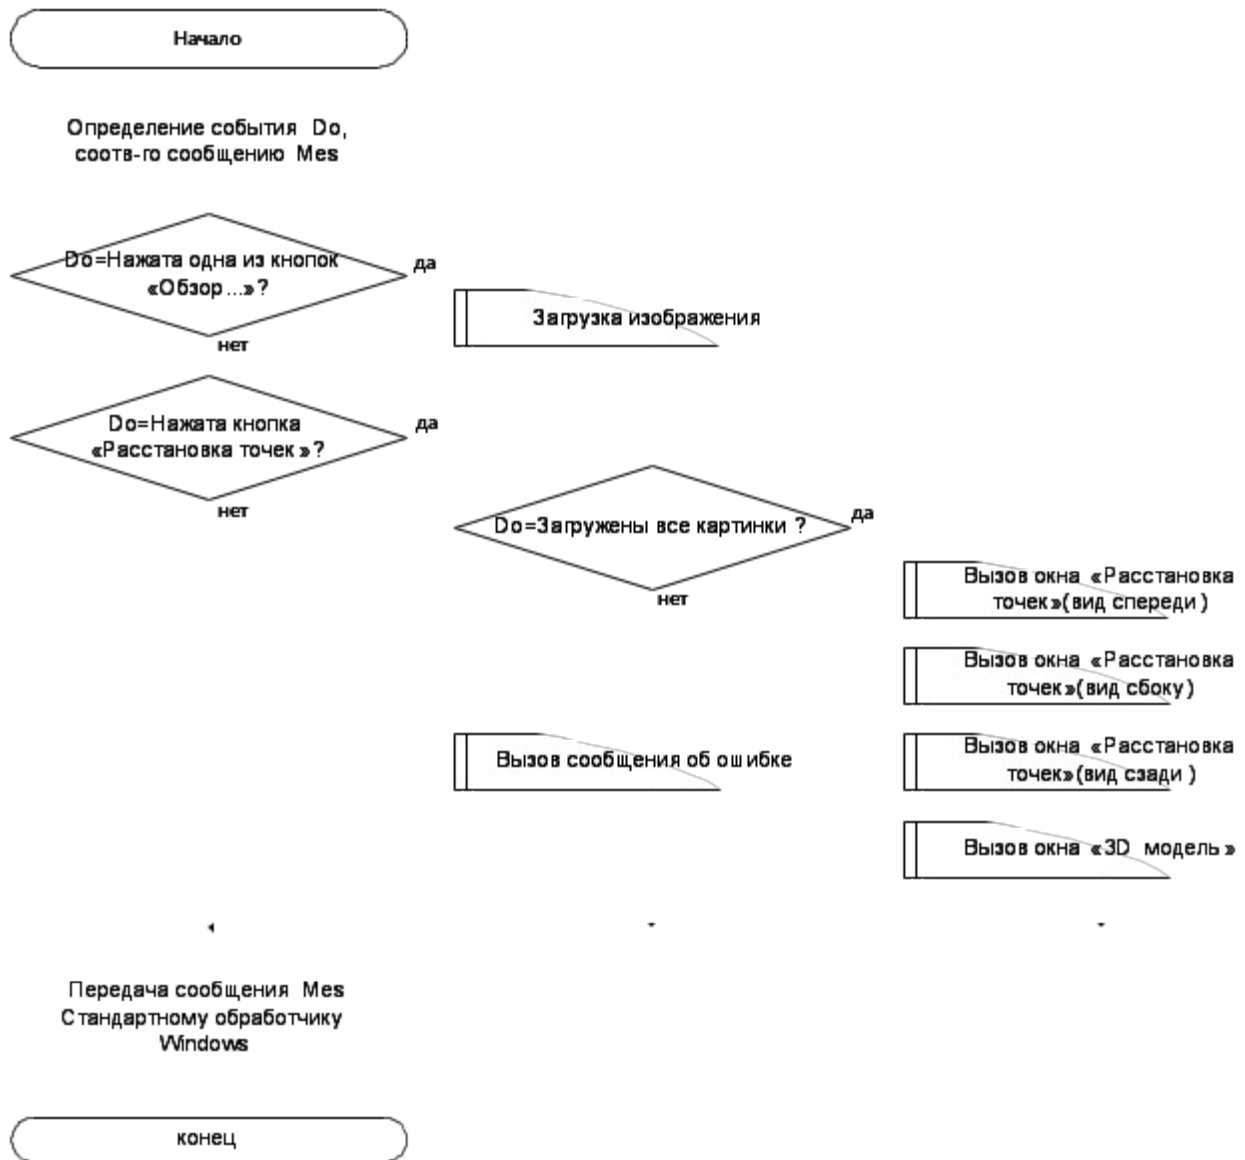 Начало
Определение события Do,
соотв-го сообщению Mes
Do=Нажата одна из кнопок
«Обзор...»?
да
нет
Загрузка изображения
Do=Нажата кнопка
«Расстановка точек»?
да
нет
Do=Загружены все картинки ?
да
нет
Вызов окна «Расстановка
точек»(вид спереди)
Вызов окна «Расстановка
точек»(вид сбоку)
Вызов сообщения об ошибке
Вызов окна «Расстановка
точек»(вид сзади)
Вызов окна «3D модель»
Передача сообщения Mes
Стандартному обработчику
Windows
конец